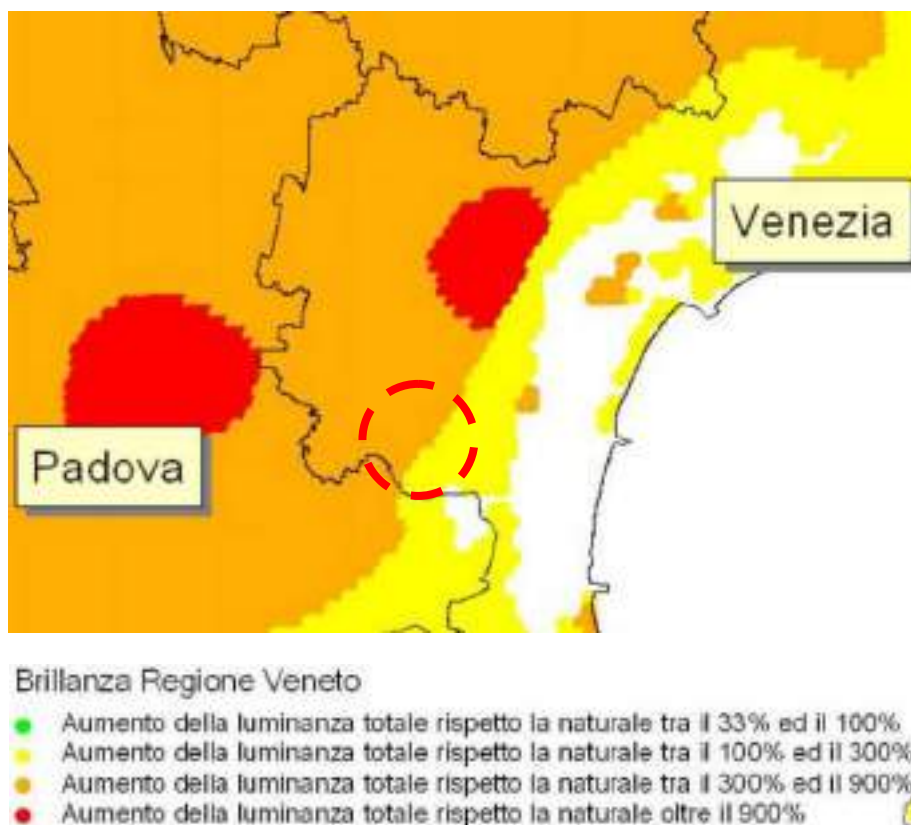 Venezia
Padova
Brillanza Regione Veneto
Aumento della luminanza totale rispetto la naturale tra il 33% ed il 100%
Aumento della luminanza totale rispetto la naturale tra il 100% ed il 300%
Aumento della luminanza totale rispetto la naturale tra il 300% ed il 900%
Aumento della luminanza totale rispetto la naturale oltre il 900%